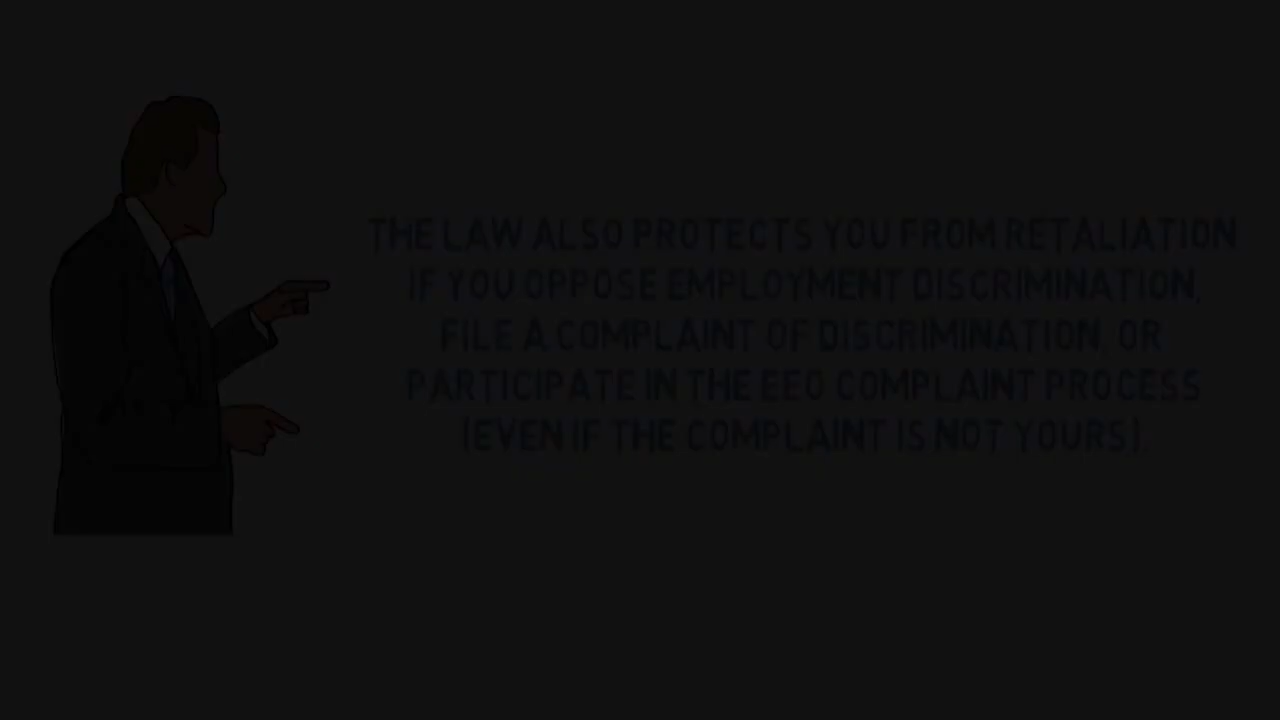 THE LAW ALSO PROTECTS YOU FROM RETALIATION
IF YOU OPPOSE EMPLOYMENT DISCRIMINATION,
FILE A COMPLAINT OF DISCRIMINATION, OR
PARTICIPATE IN THE EEO COMPLAINT PROCESS
(EVEN IF THE COMPLAINT IS NOT YOURS).